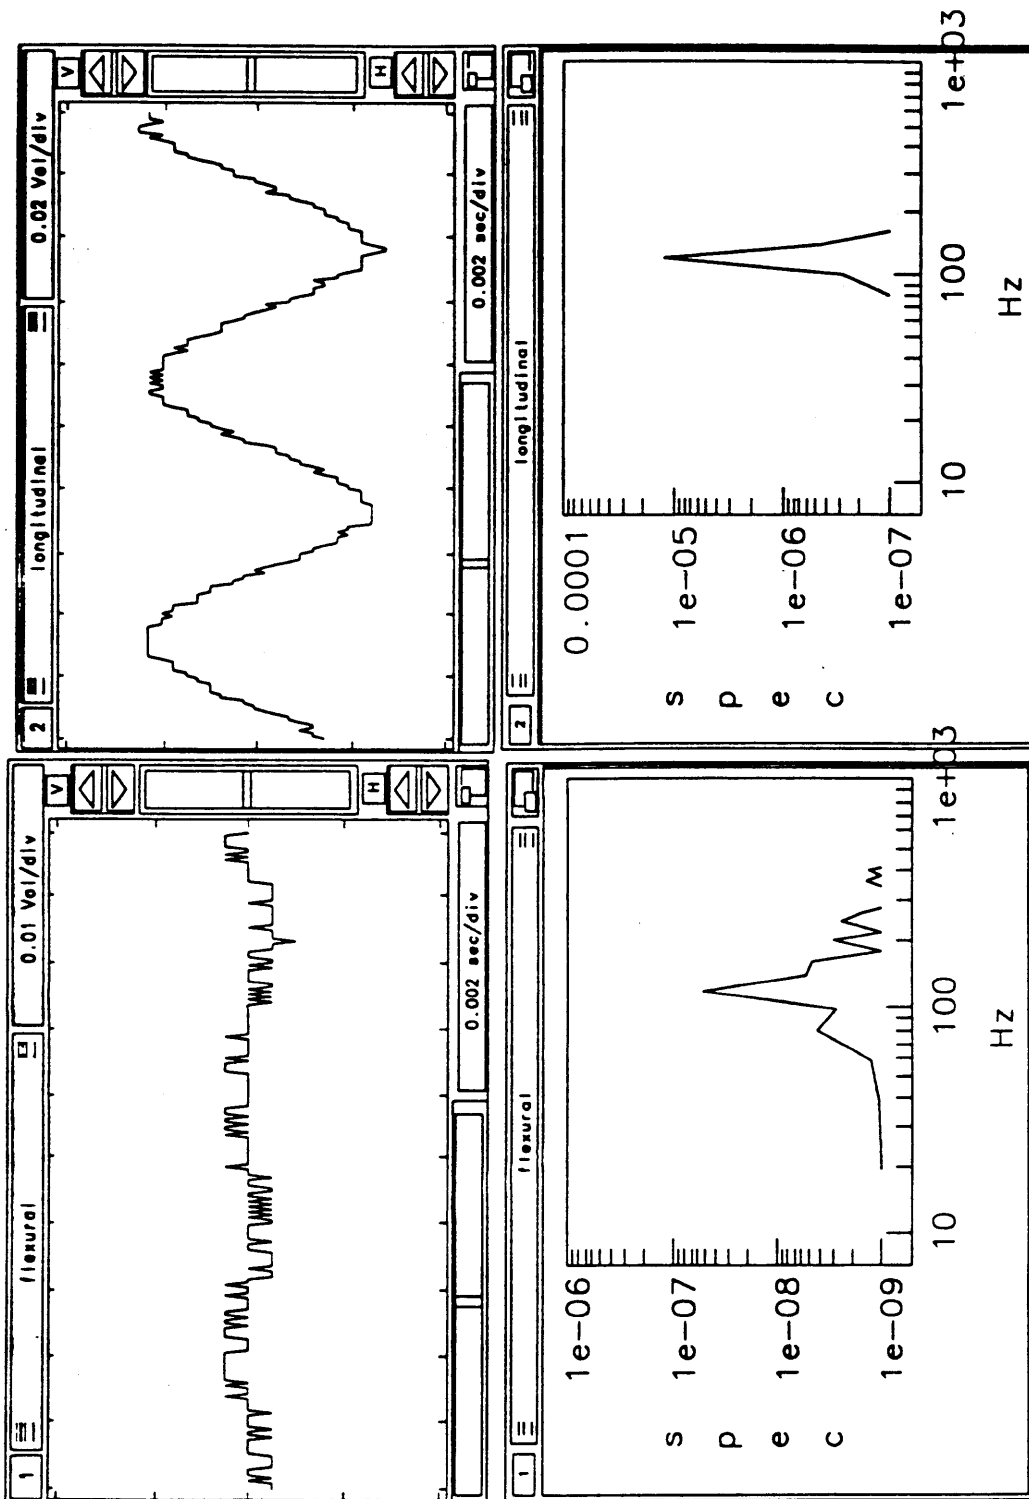 1 flexural 0.01 Vol/div
V
H
0.002 sec/div
2 longitudinal 0.02 Vol/div
V
H
0.002 sec/div
1 flexural
1e-06
1e-07
1e-08
1e-09
s p e c
10 100 1e+03
Hz
2 longitudinal
0.0001
1e-05
1e-06
1e-07
s p e c
10 100 1e+03
Hz